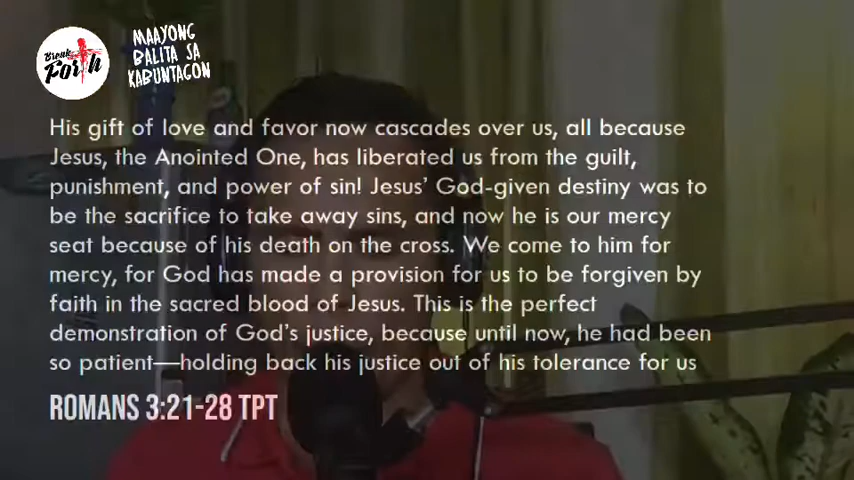 Break
Forth
MAAYONG
BALITA SA
KABUNTAGON
His gift of love and favor now cascades over us, all because
Jesus, the Anointed One, has liberated us from the guilt,
punishment, and power of sin! Jesus’ God-given destiny was to
be the sacrifice to take away sins, and now he is our mercy
seat because of his death on the cross. We come to him for
mercy, for God has made a provision for us to be forgiven by
faith in the sacred blood of Jesus. This is the perfect
demonstration of God’s justice, because until now, he had been
so patient—holding back his justice out of his tolerance for us
ROMANS 3:21-28 TPT